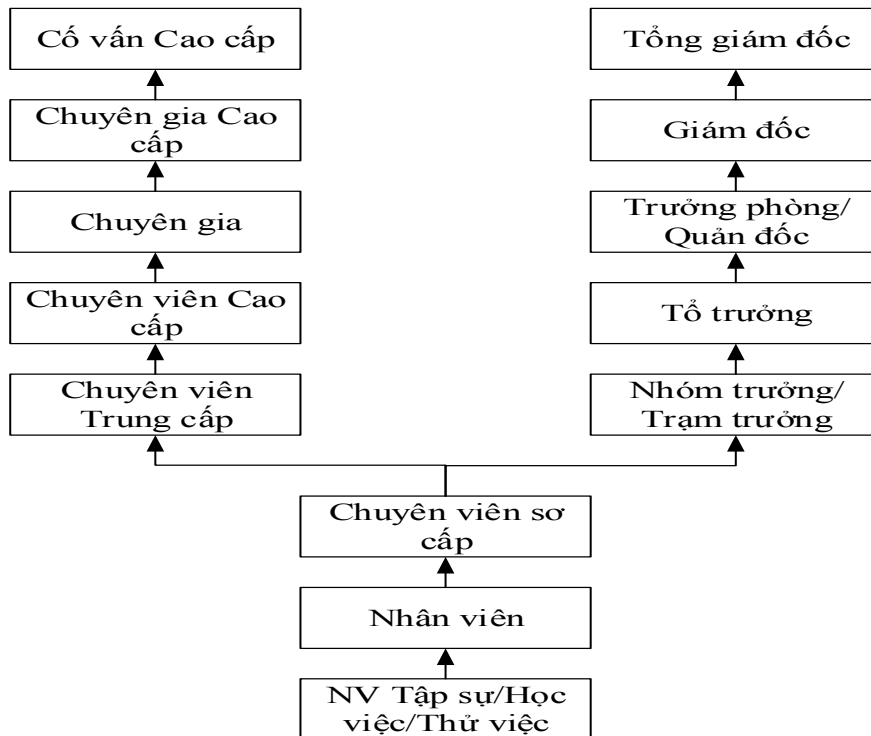 Cố vấn Cao cấp
Tổng giám đốc
Chuyên gia Cao
cấp
Giám đốc
Chuyên gia
Trưởng phòng/
Quản đốc
Chuyên viên Cao
cấp
Tổ trưởng
Chuyên viên
Trung cấp
Nhóm trưởng/
Trạm trưởng
Chuyên viên sơ
cấp
Nhân viên
NV Tập sự/Học
việc/Thử việc